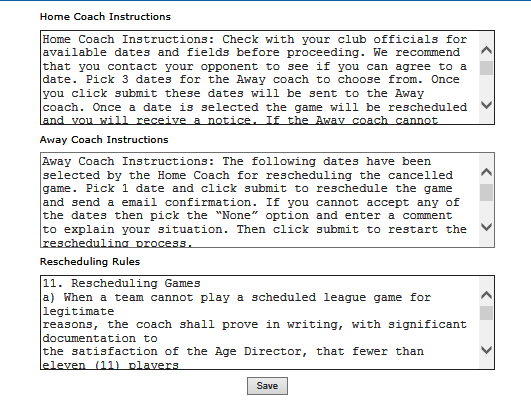 Home Coach Instructions
Home Coach Instructions: Check with your club officials for
available dates and fields before proceeding. We recommend
that you contact your opponent to see if you can agree to a
date. Pick 3 dates for the Away coach to choose from. Once
you click submit these dates will be sent to the Away
coach. Once a date is selected the game will be rescheduled
and you will receive a notice. If the Away coach cannot
Away Coach Instructions
Away Coach Instructions: The following dates have been
selected by the Home Coach for rescheduling the cancelled
game. Pick 1 date and click submit to reschedule the game
and send a email confirmation. If you cannot accept any of
the dates then pick the “None” option and enter a comment
to explain your situation. Then click submit to restart the
rescheduling process.
Rescheduling Rules
11. Rescheduling Games
a) When a team cannot play a scheduled league game for
legitimate
reasons, the coach shall prove in writing, with significant
documentation to
the satisfaction of the Age Director, that fewer than
eleven (11) players
Save